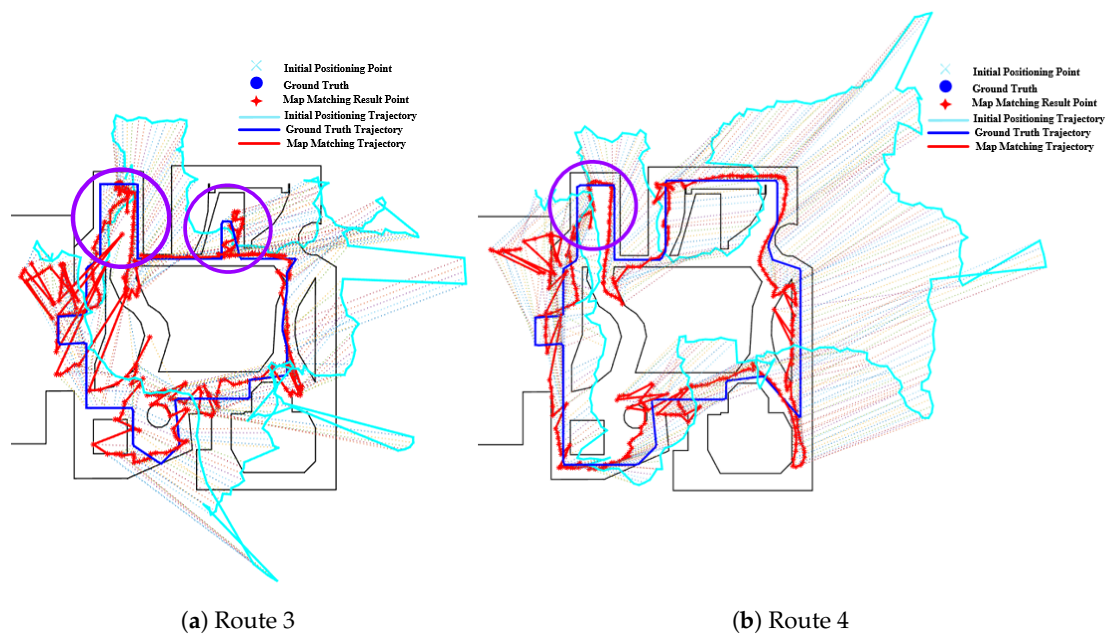 Initial Positioning Point
Ground Truth
Map Matching Result Point
Initial Positioning Trajectory
Ground Truth Trajectory
Map Matching Trajectory
Initial Positioning Point
Ground Truth
Map Matching Result Point
Initial Positioning Trajectory
Ground Truth Trajectory
Map Matching Trajectory
(a) Route 3
(b) Route 4